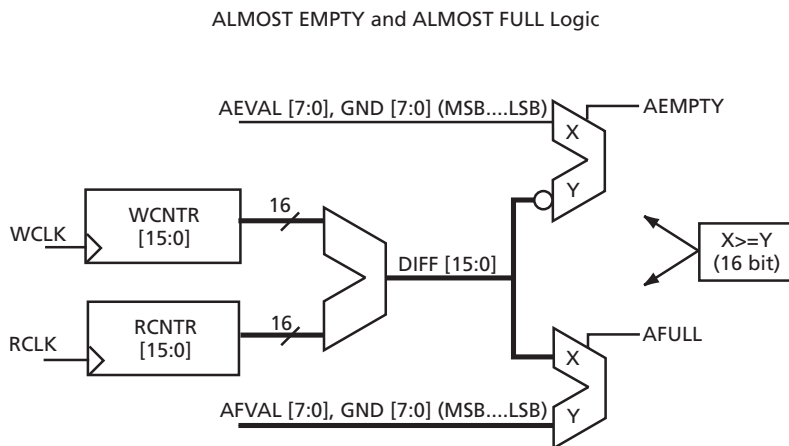 ALMOST EMPTY and ALMOST FULL Logic
AEVAL [7:0], GND [7:0] (MSB....LSB)
AEMPTY
X
Y
WCLK
WCNTR
[15:0]
16
DIFF [15:0]
X>=Y
(16 bit)
RCLK
RCNTR
[15:0]
16
AFULL
X
Y
AFVAL [7:0], GND [7:0] (MSB....LSB)